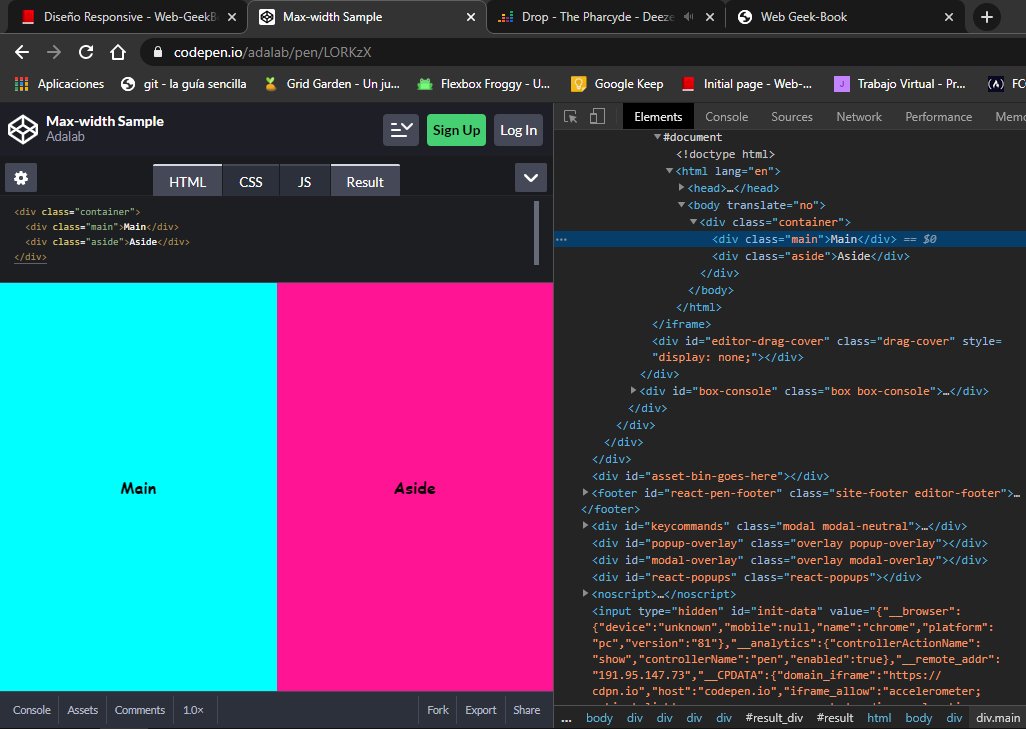 Diseño Responsive - Web-GeekB
Max-width Sample
Drop - The Pharcyde - Deeze
Web Geek-Book
codepen.io/adalab/pen/LORKzX
Aplicaciones
git - la guía sencilla
Grid Garden - Un ju...
Flexbox Froggy - U...
Google Keep
Initial page - Web-...
Trabajo Virtual - Pr...
FC
Max-width Sample
Adalab
Sign Up
Log In
HTML
CSS
JS
Result
<div class="container">
<div class="main">Main</div>
<div class="aside">Aside</div>
</div>
Main
Aside
Console
Assets
Comments
1.0×
Fork
Export
Share
Elements
Console
Sources
Network
Performance
Memo
#document
<!doctype html>
<html lang="en">
<head>…</head>
<body translate="no">
<div class="container">
<div class="main">Main</div> == $0
<div class="aside">Aside</div>
</div>
</body>
</html>
</iframe>
<div id="editor-drag-cover" class="drag-cover" style=
"display: none;"></div>
</div>
<div id="box-console" class="box box-console">…</div>
</div>
</div>
</div>
</div>
<div id="asset-bin-goes-here"></div>
<footer id="react-pen-footer" class="site-footer editor-footer">…
</footer>
<div id="keycommands" class="modal modal-neutral">…</div>
<div id="popup-overlay" class="overlay popup-overlay"></div>
<div id="modal-overlay" class="overlay modal-overlay"></div>
<div id="react-popups" class="react-popups"></div>
<noscript>…</noscript>
<input type="hidden" id="init-data" value="{"__browser":
{"device":"unknown","mobile":null,"name":"chrome","platform":
"pc","version":"81"},"__analytics":{"controllerActionName":
"show","controllerName":"pen","enabled":true},"__remote_addr":
"191.95.147.73","__CPDATA":{"domain_iframe":"https://
cdpn.io","host":"codepen.io","iframe_allow":"accelerometer;
... body div div div div #result_div #result html body div div.main